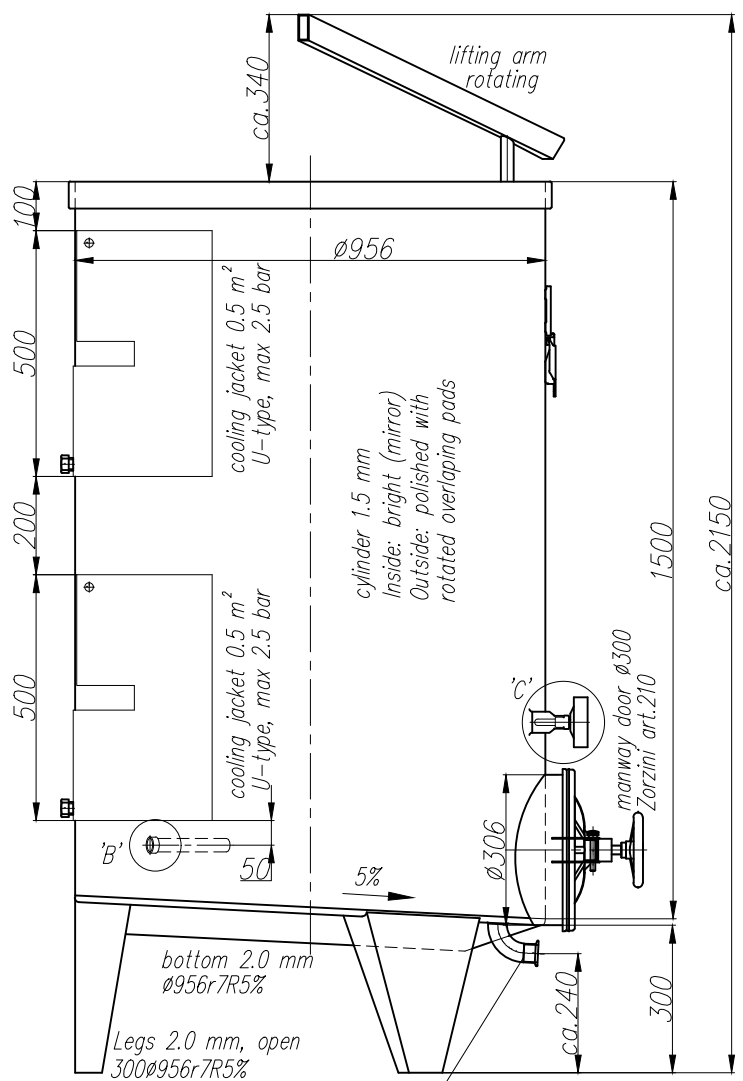 lifting arm
rotating
ca.340
100
ø956
cooling jacket 0.5 m²
U-type, max 2.5 bar
500
cylinder 1.5 mm
Inside: bright (mirror)
Outside: polished with
rotated overlaping pads
200
1500
ca.2150
cooling jacket 0.5 m²
U-type, max 2.5 bar
500
'C'
manway door ø300
Zorzini art.210
'B'
50
ø306
5%
bottom 2.0 mm
ø956r7R5%
ca.240
300
Legs 2.0 mm, open
300ø956r7R5%